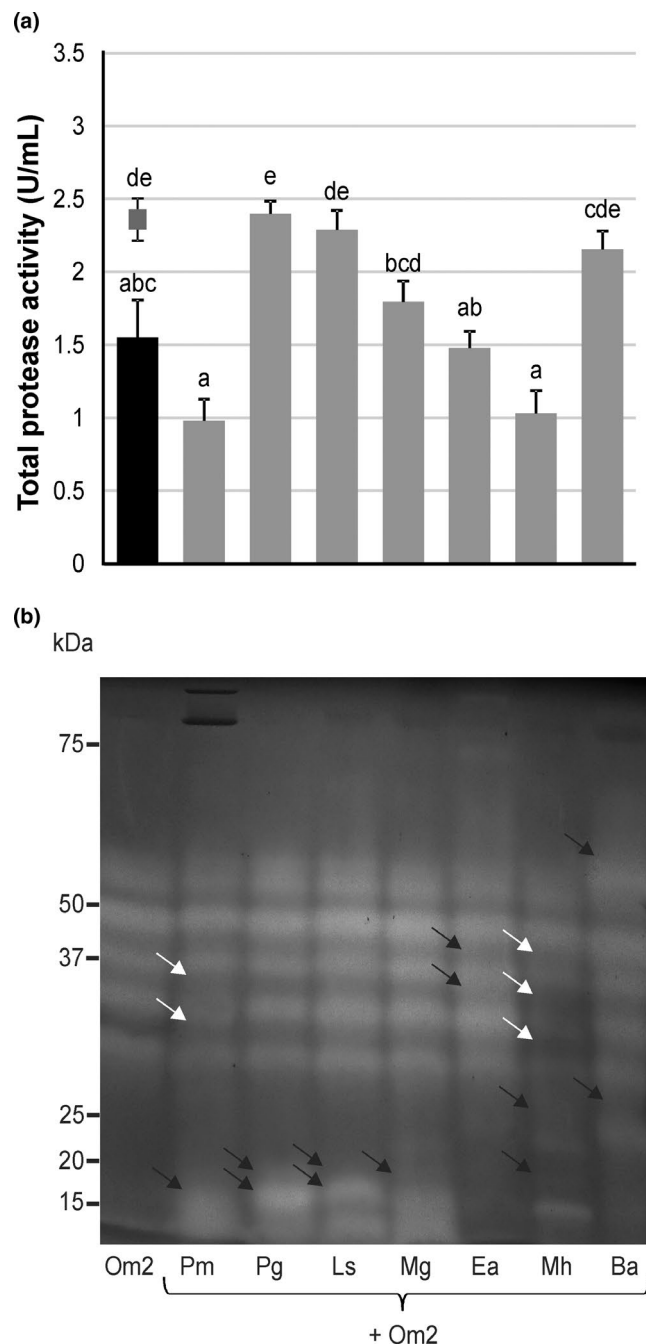 (a)
Total protease activity (U/mL)
3.5
3
2.5
2
1.5
1
0.5
0
de
abc
a
e
de
bcd
ab
a
cde
(b)
kDa
75
50
37
25
20
15
Om2 Pm Pg Ls Mg Ea Mh Ba
+ Om2